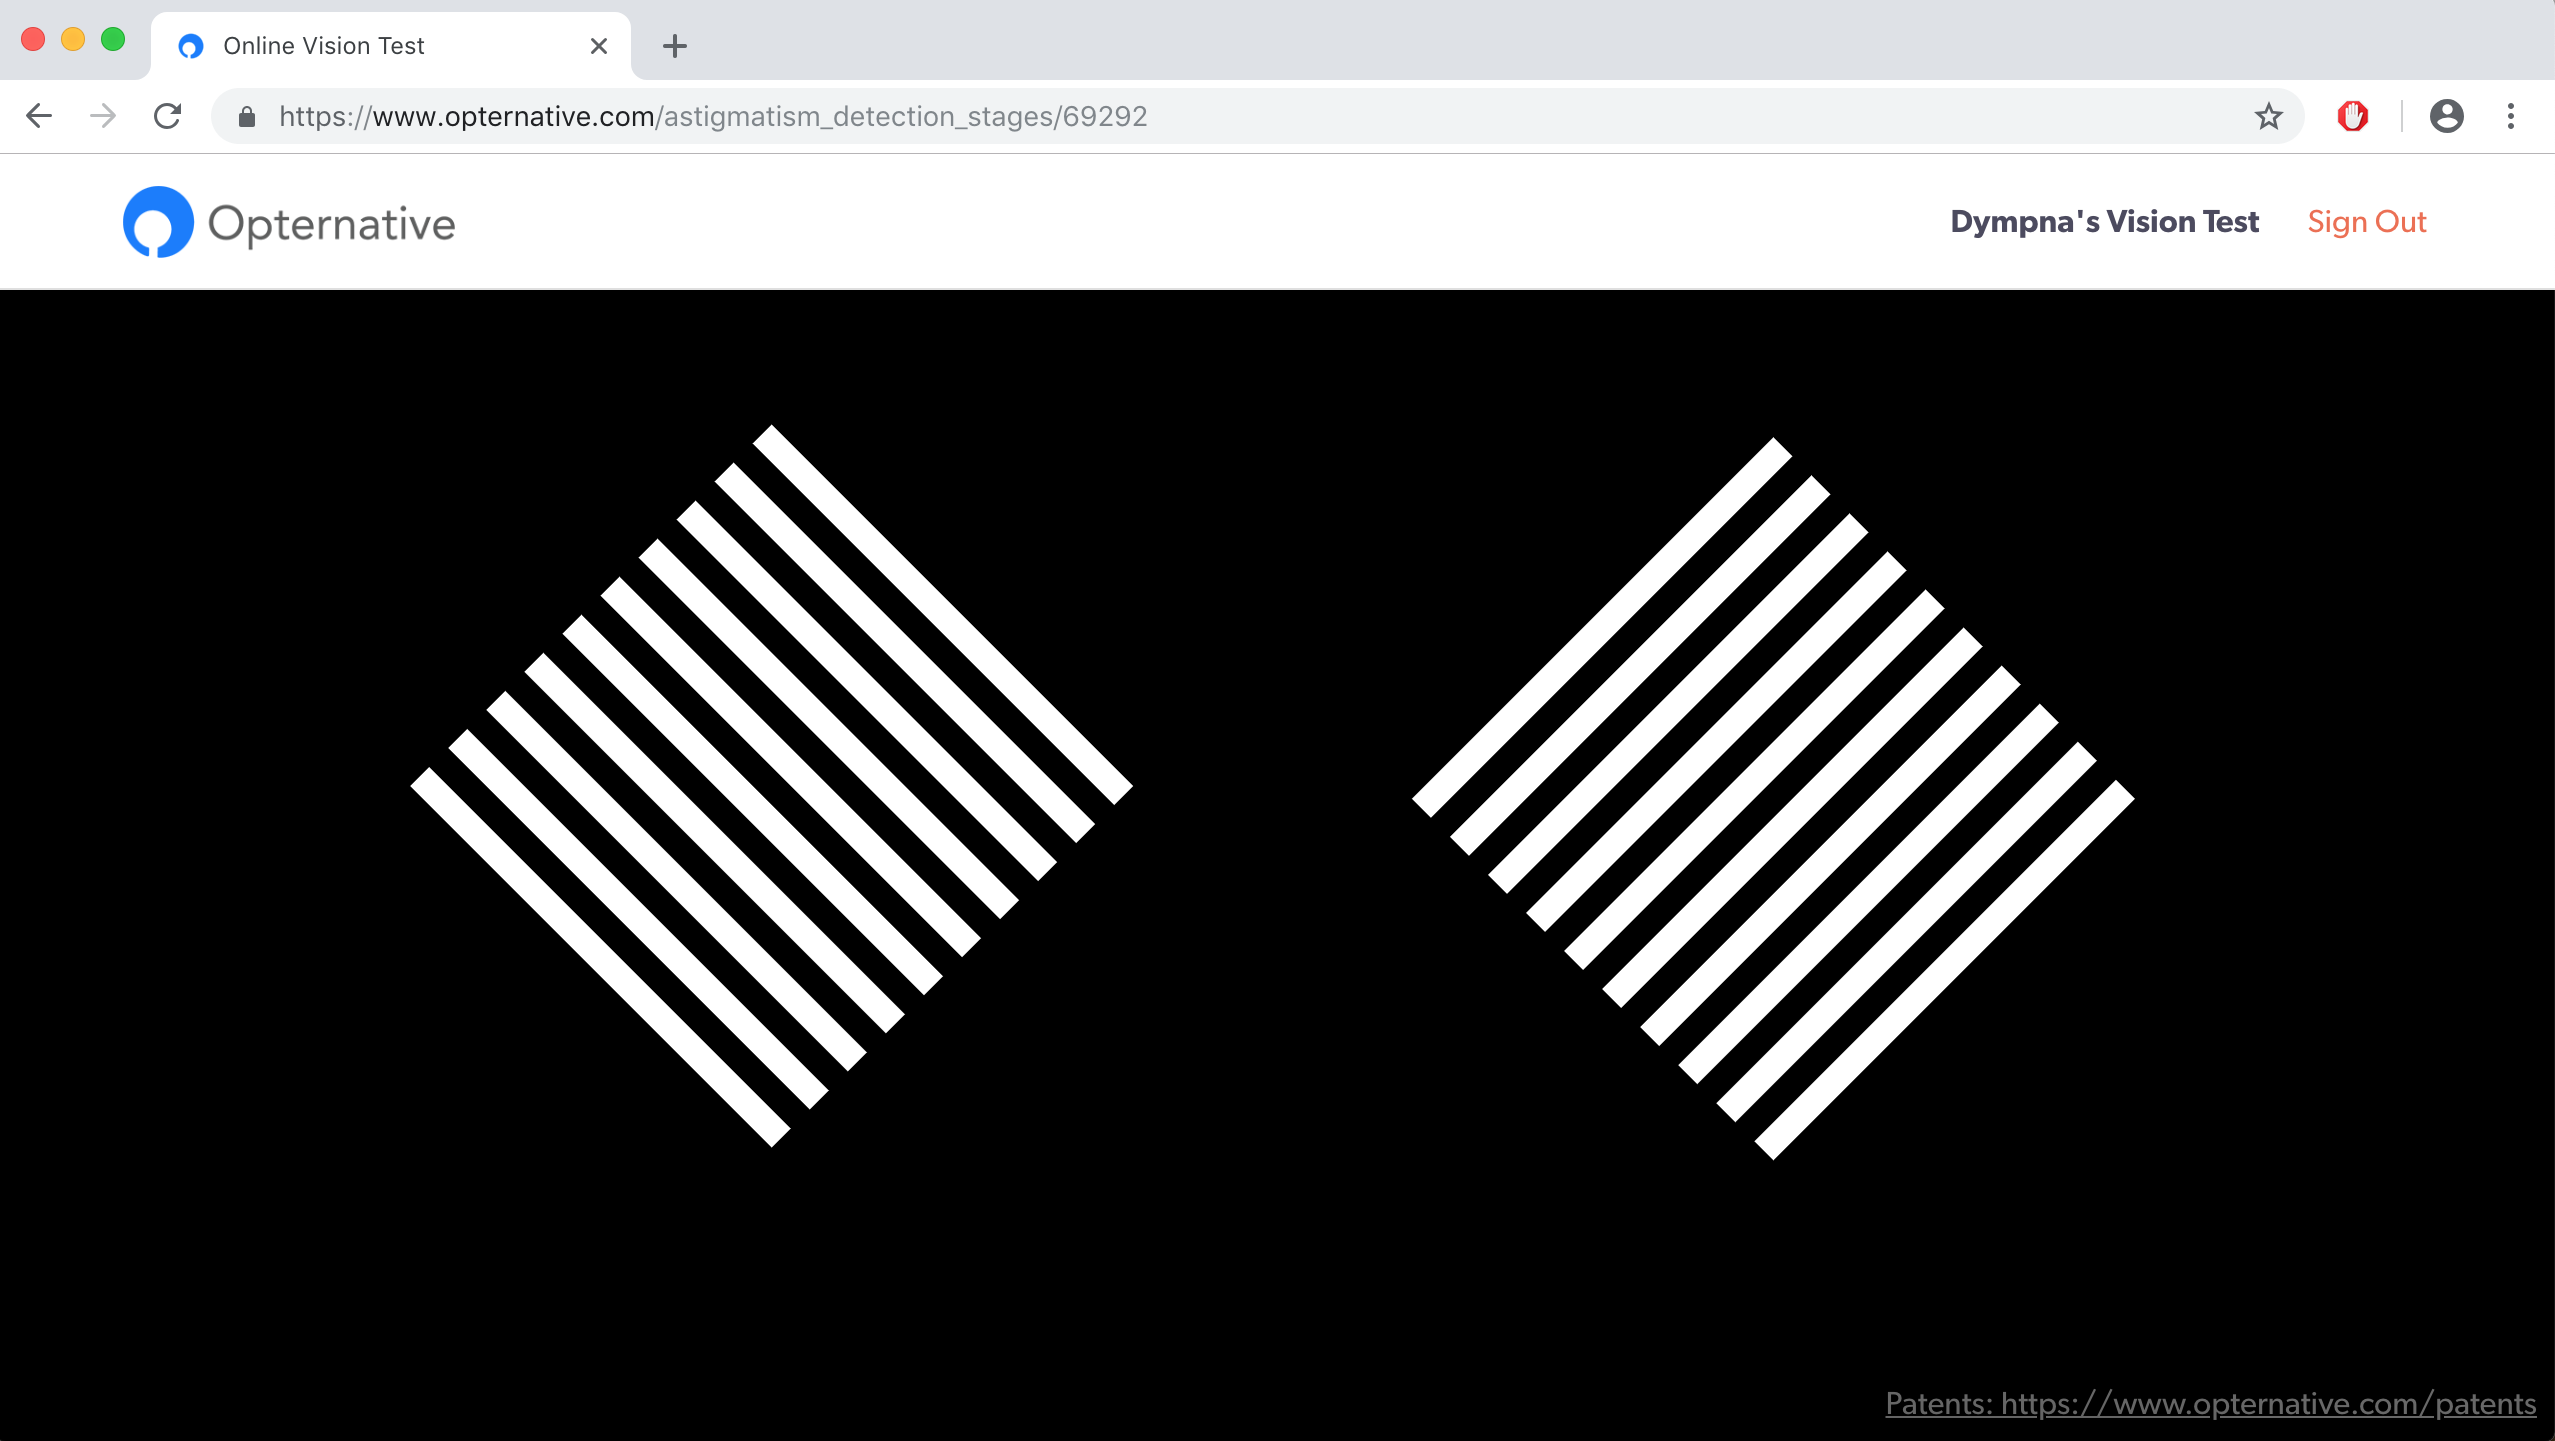 Online Vision Test
https://www.opternative.com/astigmatism_detection_stages/69292
Opternative
Dympna's Vision Test
Sign Out
Patents: https://www.opternative.com/patents